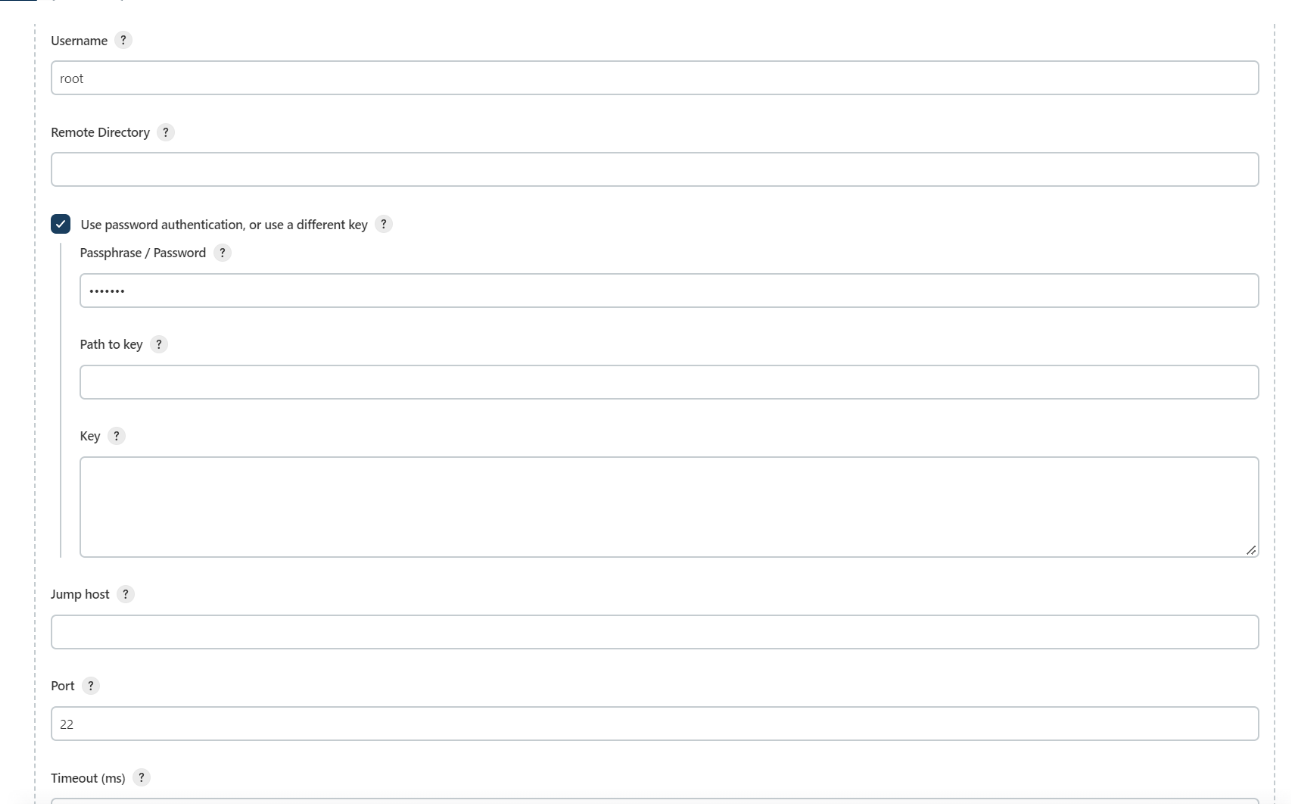 Username ?
root
Remote Directory ?
Use password authentication, or use a different key ?
Passphrase / Password ?
•••••••
Path to key ?
Key ?
Jump host ?
Port ?
22
Timeout (ms) ?